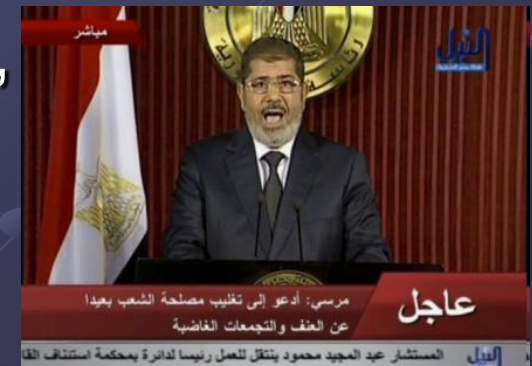 مباشر
النيل
عاجل
مرسي: أدعو إلى تغليب مصلحة الشعب بعيدا
عن العنف والتجمعات الغاضبة
النيل المستشار عبد المجيد محمود ينتقل للعمل رئيسا لدائرة بمحكمة استئناف القا